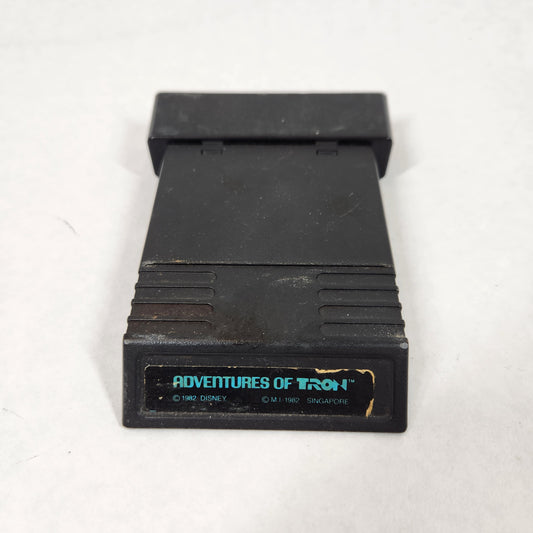 ADVENTURES OF TRON™
© 1982 DISNEY © M.I. 1982 SINGAPORE